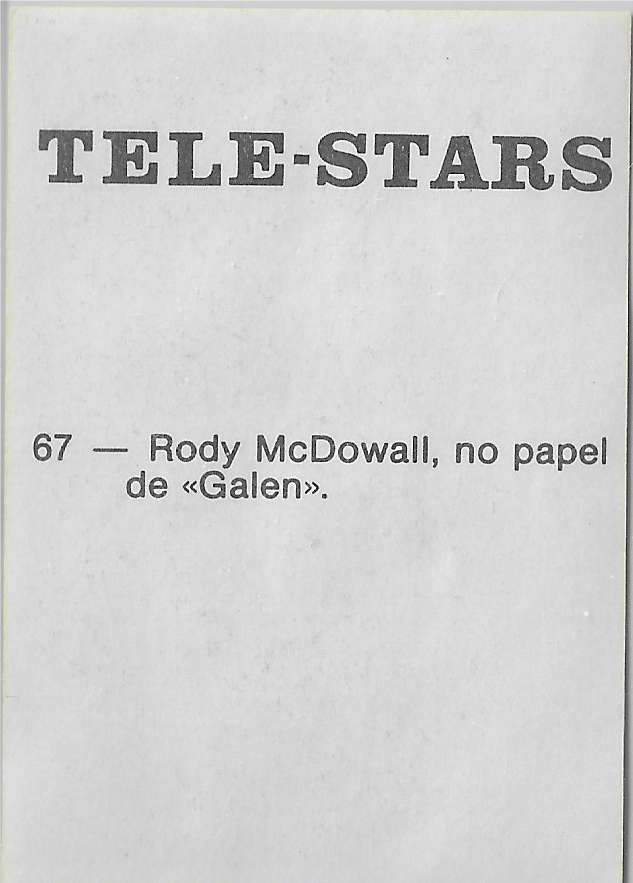 TELE-STARS
67 — Rody McDowall, no papel
de «Galen».